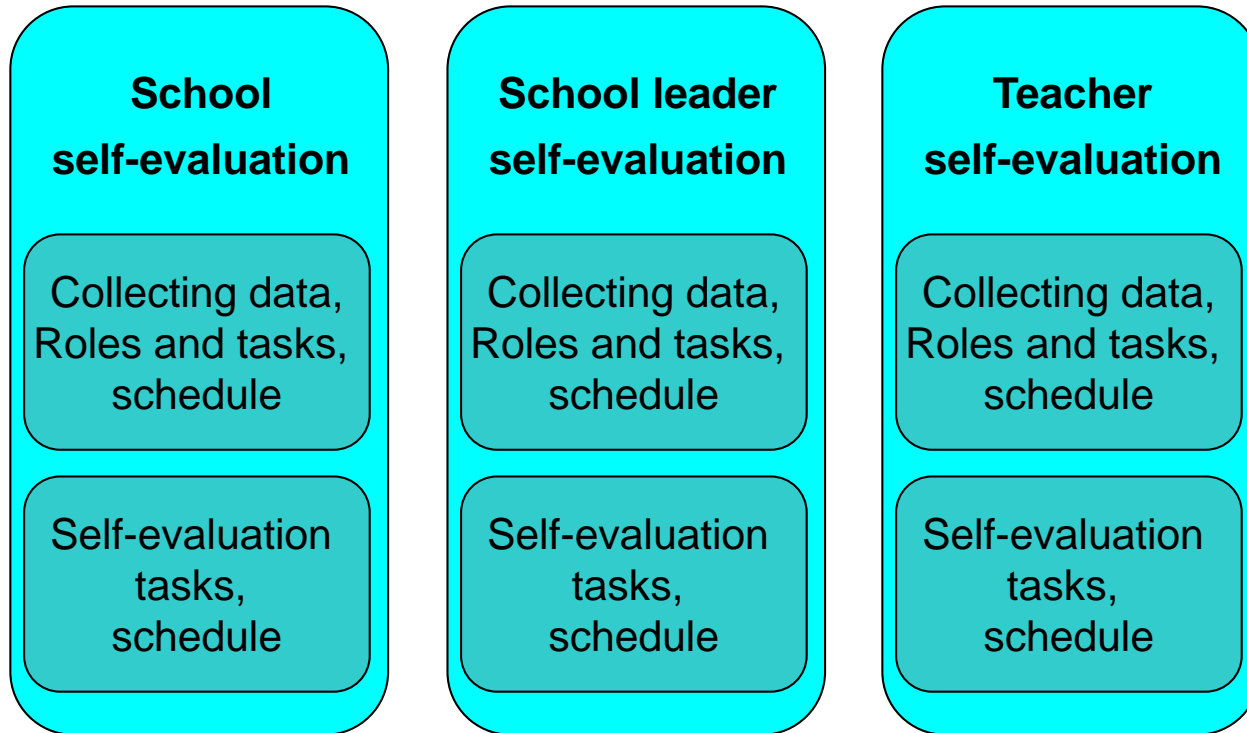 School
self-evaluation
Collecting data,
Roles and tasks,
schedule
Self-evaluation
tasks,
schedule
School leader
self-evaluation
Collecting data,
Roles and tasks,
schedule
Self-evaluation
tasks,
schedule
Teacher
self-evaluation
Collecting data,
Roles and tasks,
schedule
Self-evaluation
tasks,
schedule